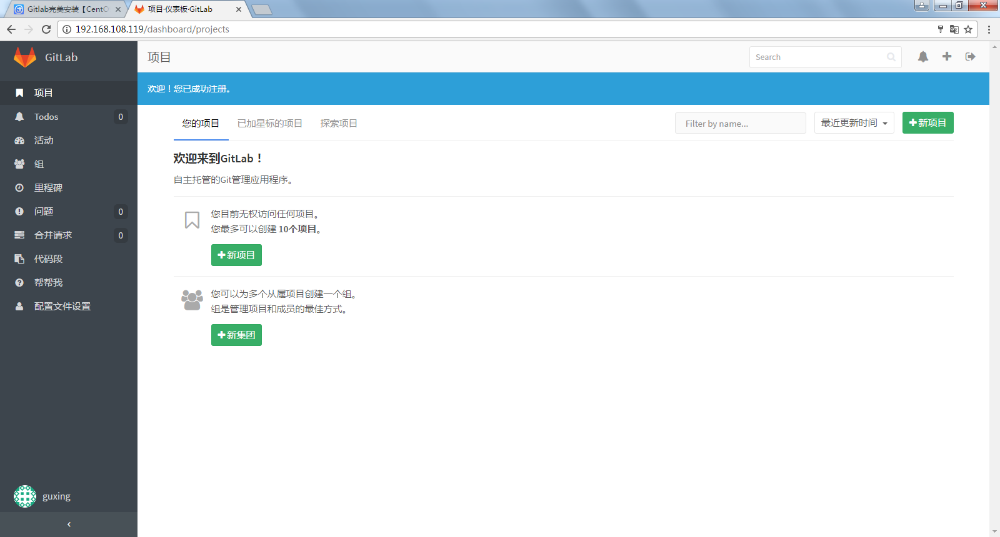 Gitlab完美安装【CentO
项目·仪表板·GitLab
192.168.108.119/dashboard/projects
GitLab
项目
Search
欢迎！您已成功注册。
项目
Todos 0
活动
组
里程碑
问题 0
合并请求 0
代码段
帮帮我
配置文件设置
您的项目
已加星标的项目
探索项目
Filter by name...
最近更新时间
新项目
欢迎来到GitLab！
自主托管的Git管理应用程序。
您目前无权访问任何项目。
您最多可以创建 10个项目。
新项目
您可以为多个从属项目创建一个组。
组是管理项目和成员的最佳方式。
新集团
guxing